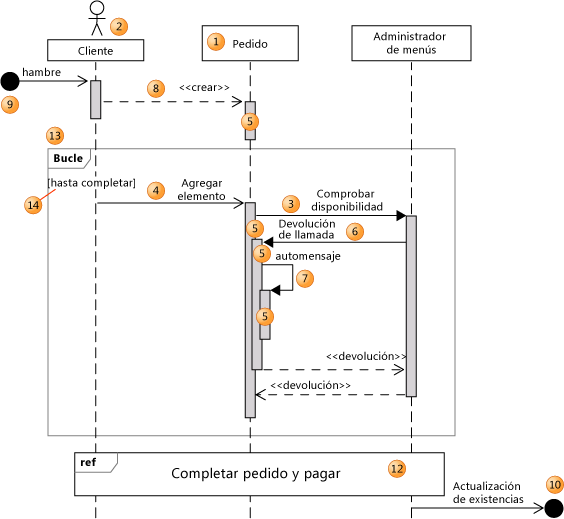 2
1
Cliente
Pedido
Administrador
de menús
hambre
9
8
<<crear>>
5
13
Bucle
[hasta completar]
14
4
Agregar
elemento
3
Comprobar
disponibilidad
5
Devolución
de llamada
6
5
automensaje
7
5
<<devolución>>
<<devolución>>
ref
Completar pedido y pagar
12
Actualización
de existencias
10